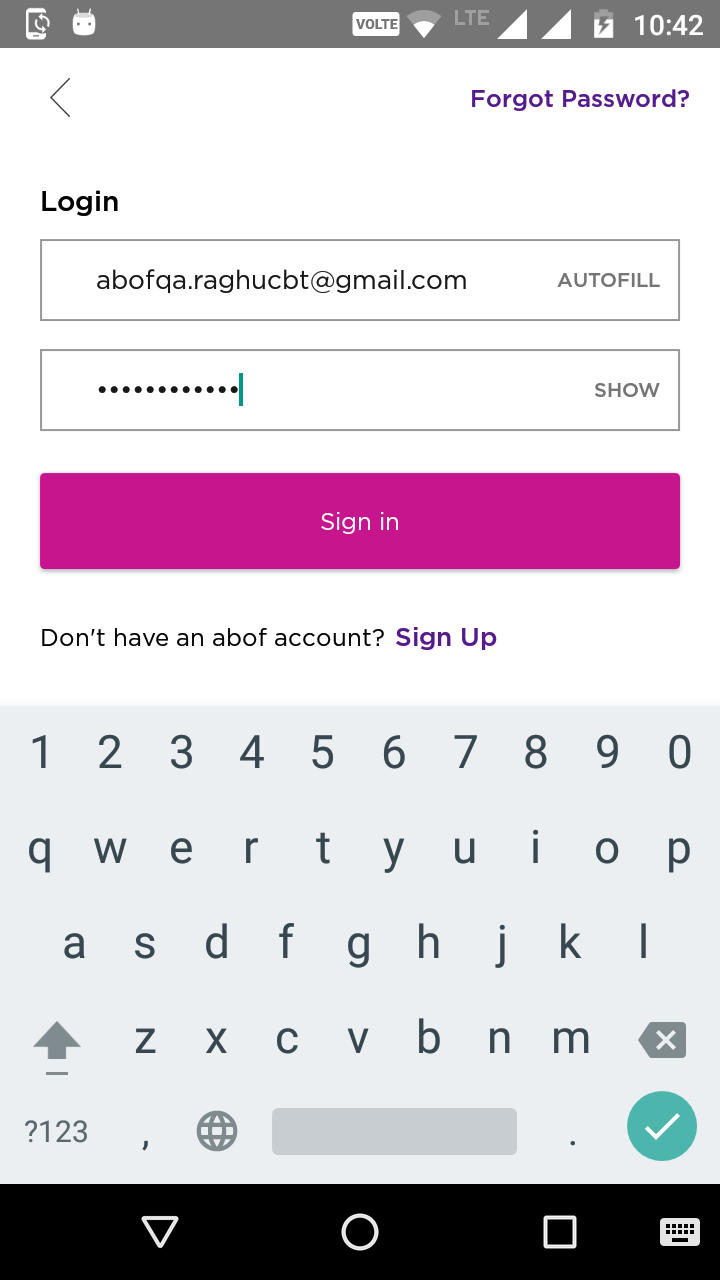 VOLTE LTE 10:42
Forgot Password?
Login
abofqa.raghucbt@gmail.com AUTOFILL
•••••••••••• SHOW
Sign in
Don't have an abof account? Sign Up
1 2 3 4 5 6 7 8 9 0
q w e r t y u i o p
a s d f g h j k l
z x c v b n m
?123 , .